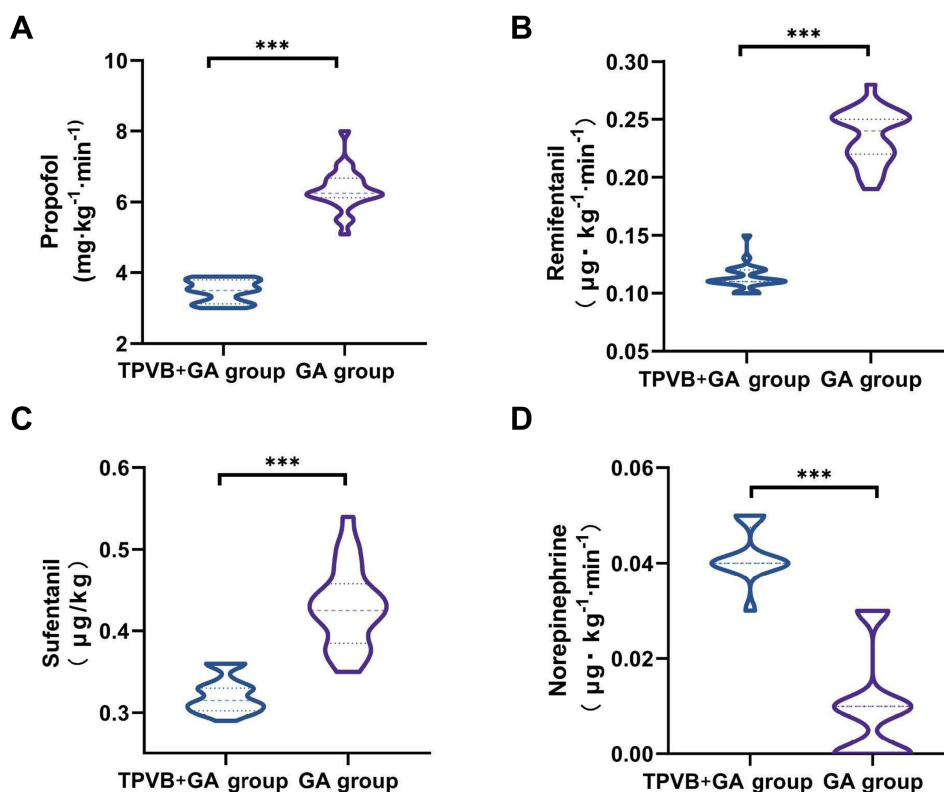 A
***
10
8
6
4
2
Propofol
(mg·kg⁻¹·min⁻¹)
TPVB+GA group GA group
B
***
0.30
0.25
0.20
0.15
0.10
0.05
Remifentanil
( μg · kg⁻¹·min⁻¹)
TPVB+GA group GA group
C
***
0.6
0.5
0.4
0.3
Sufentanil
( μg/kg)
TPVB+GA group GA group
D
***
0.06
0.04
0.02
0.00
Norepinephrine
( μg · kg⁻¹·min⁻¹)
TPVB+GA group GA group